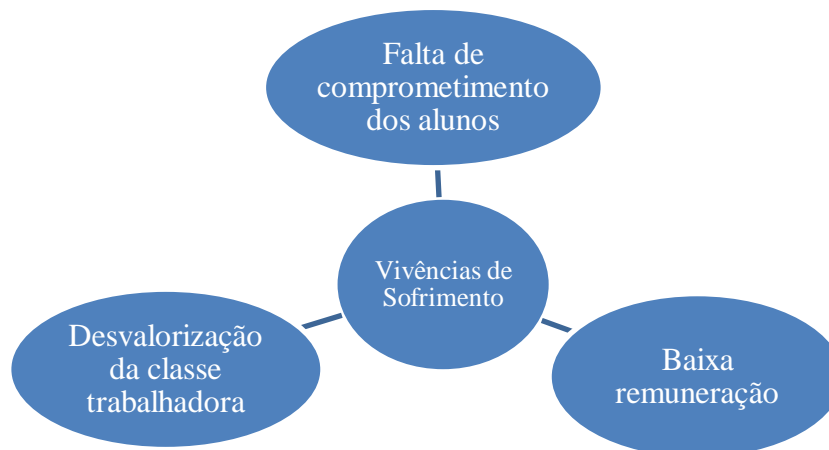 Falta de
comprometimento
dos alunos
Vivências de
Sofrimento
Desvalorização
da classe
trabalhadora
Baixa
remuneração